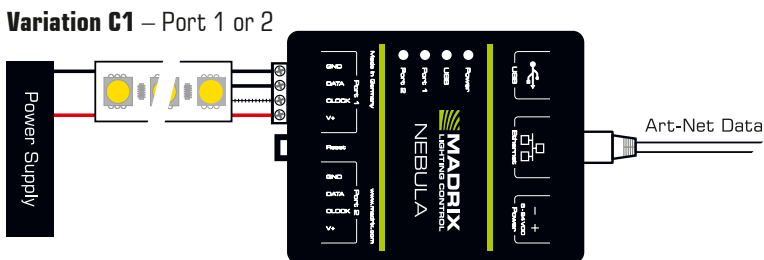 Variation C1 – Port 1 or 2
Power Supply
GND
DATA
CLOCK
V+
Port 1
Made in Germany
Reset
GND
DATA
CLOCK
V+
Port 2
www.madrix.com
Port 2
Port 1
USB
Power
MADRIX
LIGHTING CONTROL
NEBULA
USB
Ethernet
– +
5-24 VDC
Power
Art-Net Data